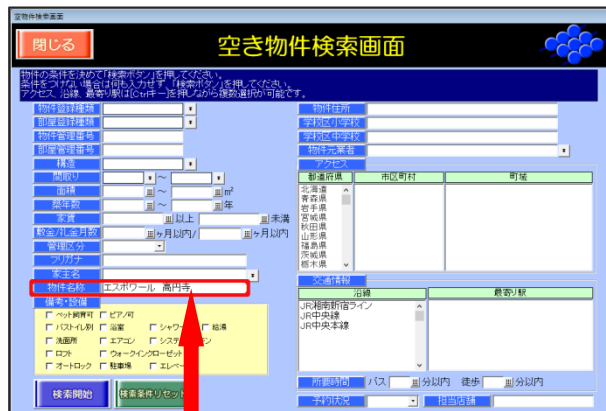 空物件検索画面
閉じる
空き物件検索画面
物件の条件を決めて「検索ボタン」を押してください。
条件をつけない場合は何も入力せず、「検索ボタン」を押してください。
アクセス、沿線、最寄り駅は[Ctrlキー]を押しながら複数選択が可能です。
物件登録種類
部屋登録種類
物件管理番号
部屋管理番号
構造
間取り ~
面積 ~ ㎡
築年数 ~ 年
家賃 以上 未満
敷金/礼金月数 ヶ月以内/ ヶ月以内
管理区分
フリガナ
家主名
物件名称 エスポワール 高円寺
備考・設備
ペット飼育可 ピアノ可
バストイレ別 浴室 シャワー 給湯
洗面所 エアコン システム
ロフト ウォークインクローゼット
オートロック 駐車場 エレベー
検索開始
検索条件リセット
物件住所
学校区小学校
学校区中学校
物件元業者
アクセス
都道府県 市区町村 町域
北海道
青森県
岩手県
宮城県
秋田県
山形県
福島県
茨城県
栃木県
交通情報
沿線 最寄り駅
JR湘南新宿ライン
JR中央線
JR中央本線
所要時間 バス 分以内 徒歩 分以内
予約状況 担当店舗